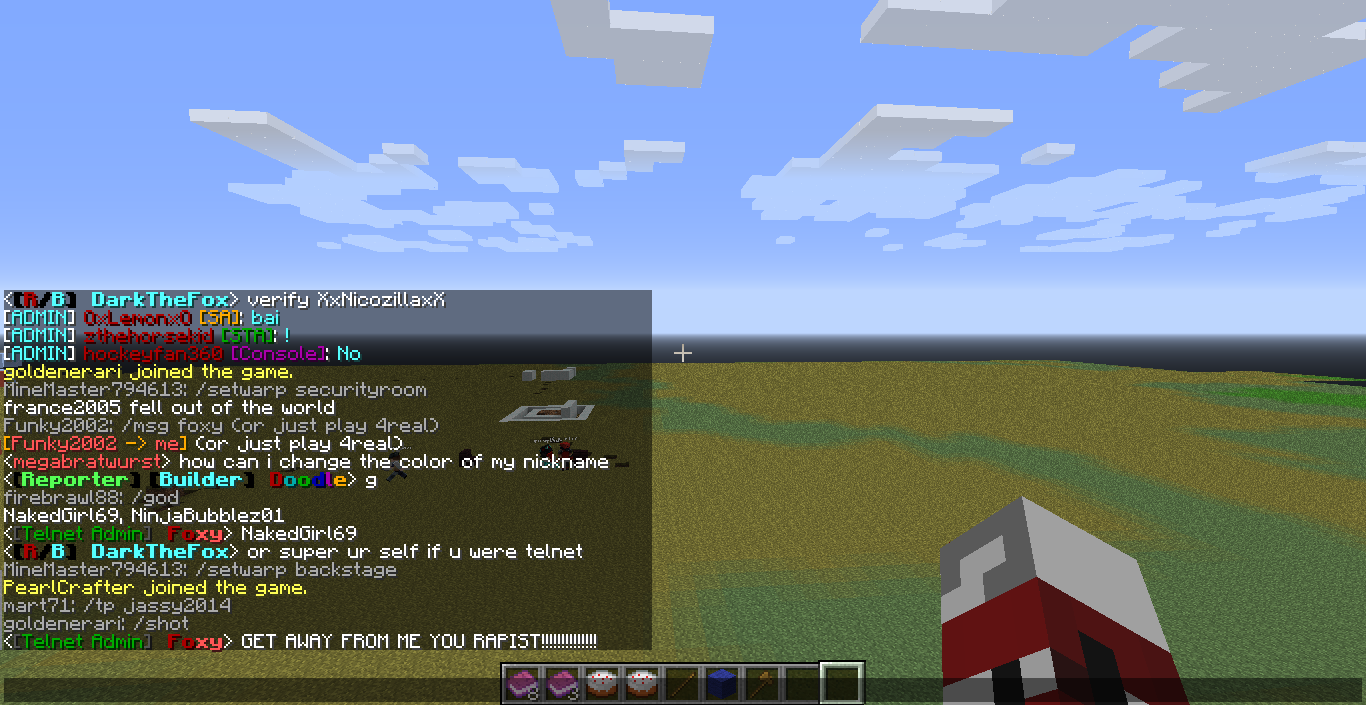 <[R/B] DarkTheFox> verify XxNicozillaxX
[ADMIN] 0xLemonx0 [SA]: bai
[ADMIN] zthehorsekid [STA]: !
[ADMIN] hockeyfan360 [Console]: No
goldenerari joined the game.
MineMaster794613: /setwarp securityroom
france2005 fell out of the world
Funky2002: /msg foxy (or just play 4real)
[Funky2002 -> me] (or just play 4real)
<megabratwurst> how can i change the color of my nickname
<[Reporter] [Builder] Doodle> g
firebrawl88: /god
NakedGirl69, NinjaBubblez01
<[Telnet Admin] Foxy> NakedGirl69
<[R/B] DarkTheFox> or super ur self if u were telnet
MineMaster794613: /setwarp backstage
PearlCrafter joined the game.
mart71: /tp jassy2014
goldenerari: /shot
<[Telnet Admin] Foxy> GET AWAY FROM ME YOU RAPIST!!!!!!!!!!!!!
8
3